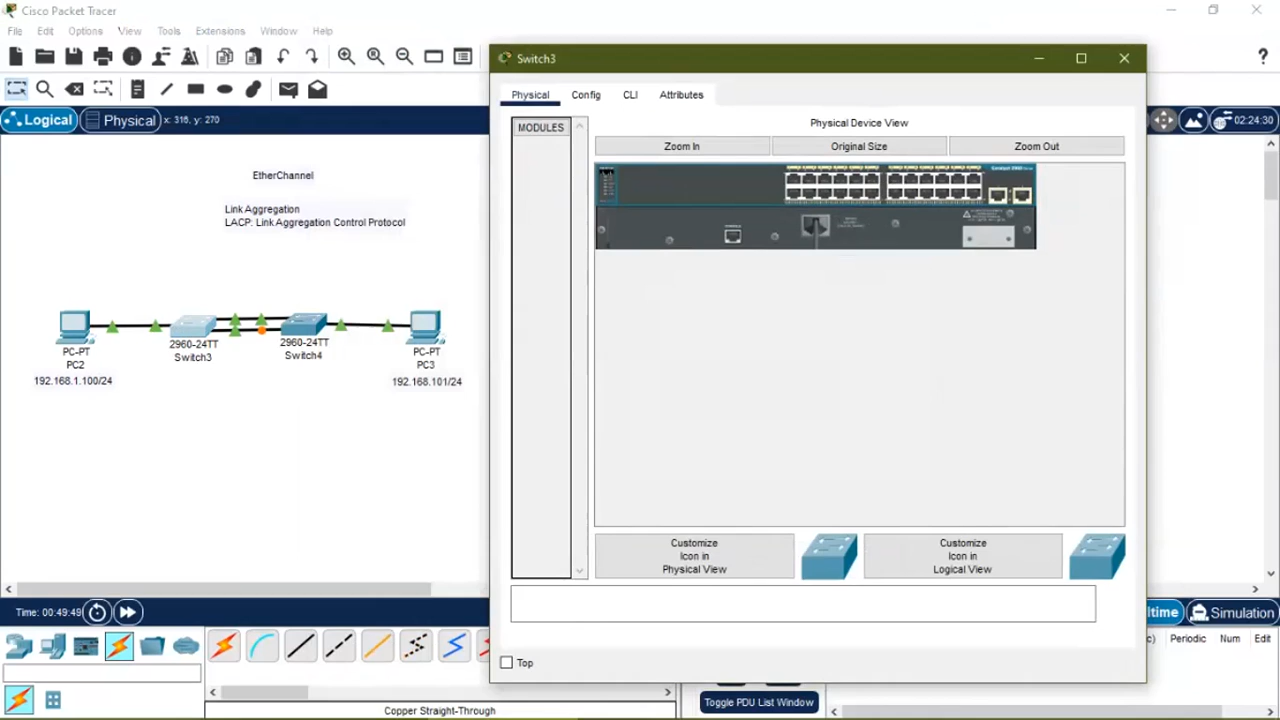 Cisco Packet Tracer
File Edit Options View Tools Extensions Window Help
Logical
Physical
x: 316, y: 270
02:24:30
EtherChannel
Link Aggregation
LACP: Link Aggregation Control Protocol
PC-PT
PC2
192.168.1.100/24
2960-24TT
Switch3
2960-24TT
Switch4
PC-PT
PC3
192.168.101/24
Switch3
Physical Config CLI Attributes
MODULES
Physical Device View
Zoom In
Original Size
Zoom Out
Customize
Icon in
Physical View
Customize
Icon in
Logical View
Top
Time: 00:49:49
ltime
Simulation
c) Periodic Num Edit
Copper Straight-Through
Toggle PDU List Window